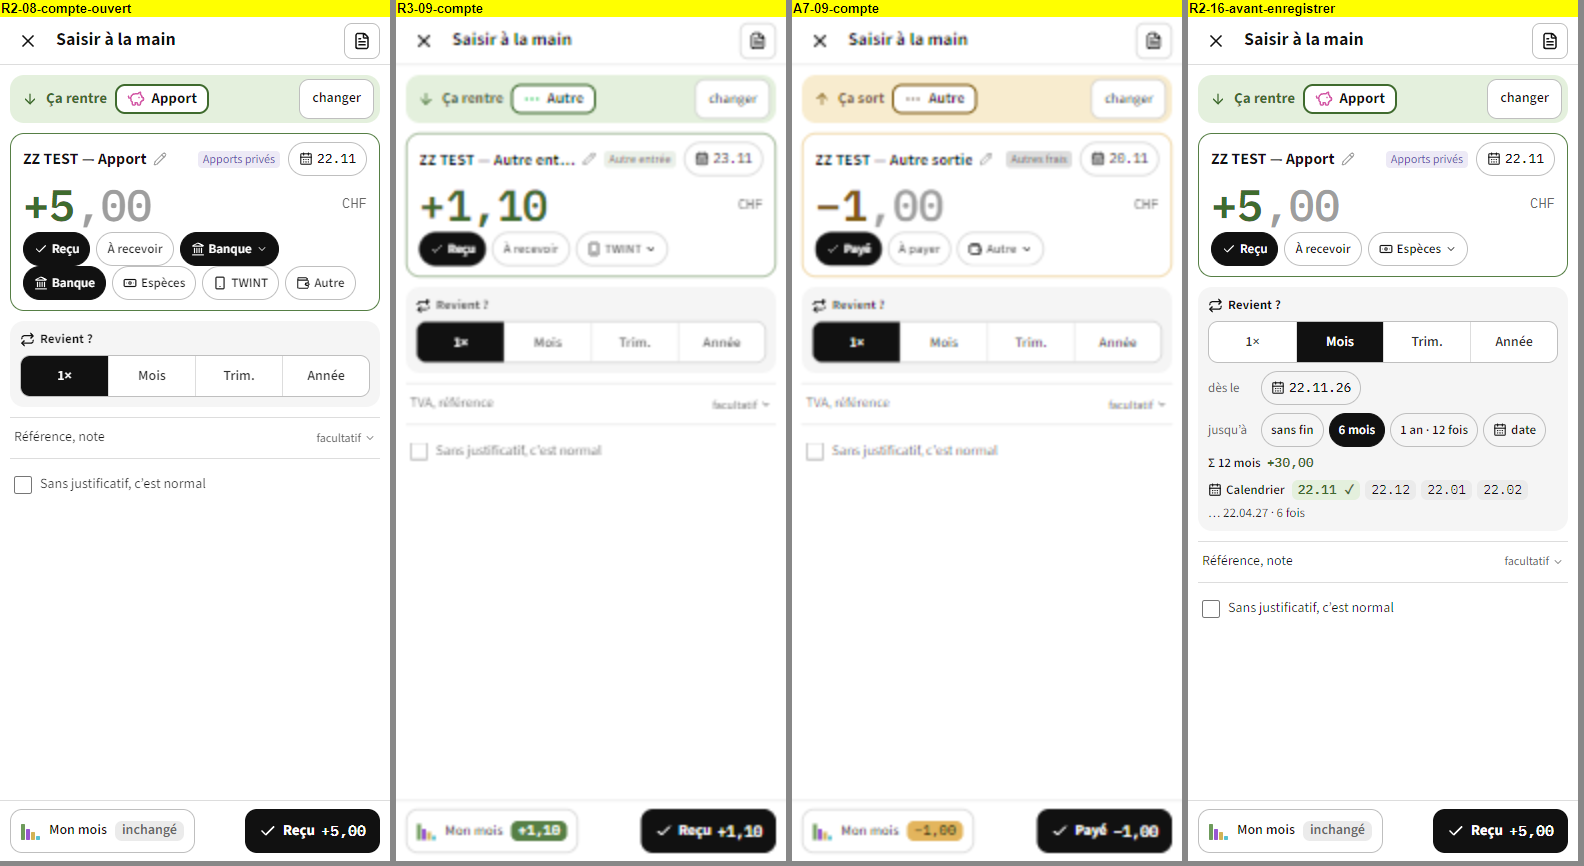 R2-08-compte-ouvert
Saisir à la main
Ça rentre Apport changer
ZZ TEST — Apport Apports privés 22.11
+5,00 CHF
Reçu À recevoir Banque
Banque Espèces TWINT Autre
Revient ?
1× Mois Trim. Année
Référence, note facultatif
Sans justificatif, c’est normal
Mon mois inchangé Reçu +5,00
R3-09-compte
Saisir à la main
Ça rentre Autre changer
ZZ TEST — Autre ent... Autre entrée 23.11
+1,10 CHF
Reçu À recevoir TWINT
Revient ?
1× Mois Trim. Année
TVA, référence facultatif
Sans justificatif, c’est normal
Mon mois +1,10 Reçu +1,10
A7-09-compte
Saisir à la main
Ça sort Autre changer
ZZ TEST — Autre sortie Autres frais 20.11
−1,00 CHF
Payé À payer Autre
Revient ?
1× Mois Trim. Année
TVA, référence facultatif
Sans justificatif, c’est normal
Mon mois −1,00 Payé −1,00
R2-16-avant-enregistrer
Saisir à la main
Ça rentre Apport changer
ZZ TEST — Apport Apports privés 22.11
+5,00 CHF
Reçu À recevoir Espèces
Revient ?
1× Mois Trim. Année
dès le 22.11.26
jusqu’à sans fin 6 mois 1 an · 12 fois date
Σ 12 mois +30,00
Calendrier 22.11 ✓ 22.12 22.01 22.02
... 22.04.27 · 6 fois
Référence, note facultatif
Sans justificatif, c’est normal
Mon mois inchangé Reçu +5,00